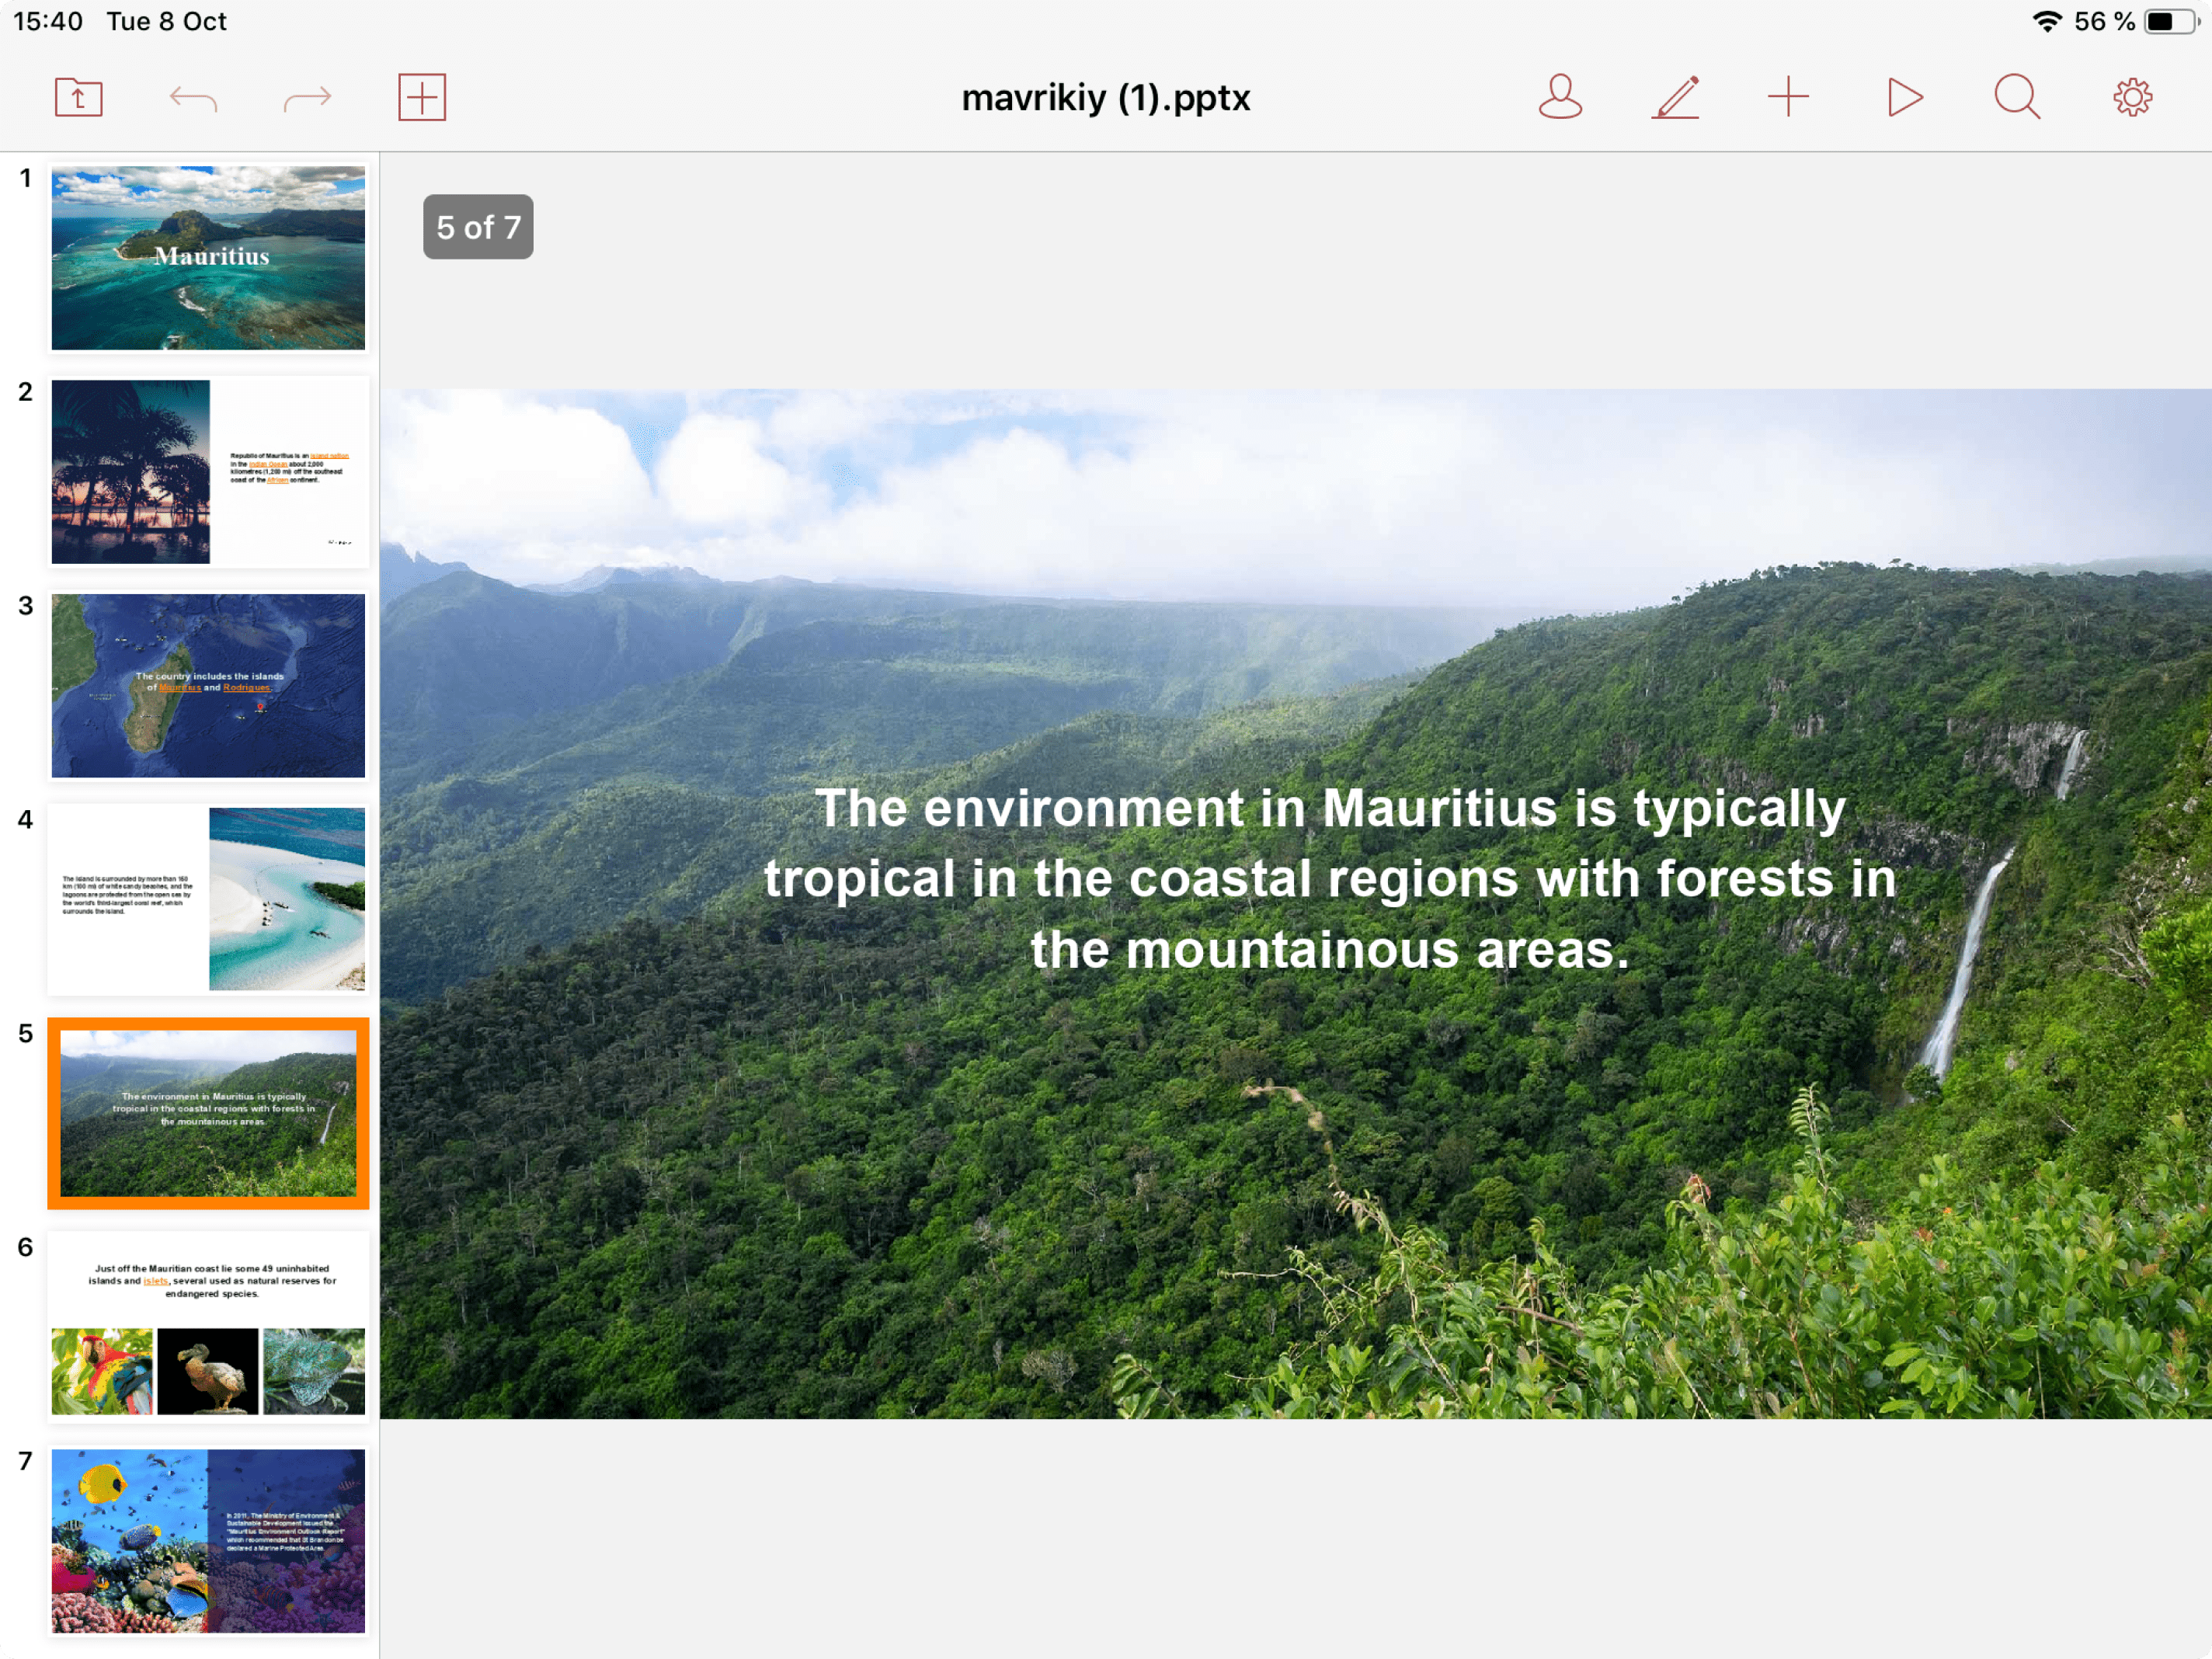 15:40 Tue 8 Oct
56 %
mavrikiy (1).pptx
1
Mauritius
2
Republic of Mauritius is an island nation
in the Indian Ocean about 2,000
kilometres (1,200 mi) off the southeast
coast of the African continent.
3
The country includes the islands
of Mauritius and Rodrigues.
4
The island is surrounded by more than 150
km (100 mi) of white sandy beaches, and the
lagoons are protected from the open sea by
the world's third-largest coral reef, which
surrounds the island.
5
The environment in Mauritius is typically
tropical in the coastal regions with forests in
the mountainous areas.
6
Just off the Mauritian coast lie some 49 uninhabited
islands and islets, several used as natural reserves for
endangered species.
7
In 2011, The Ministry of Environment &
Sustainable Development issued the
"Mauritius Environment Outlook Report"
which recommended that St Brandon be
declared a Marine Protected Area.
5 of 7
The environment in Mauritius is typically
tropical in the coastal regions with forests in
the mountainous areas.